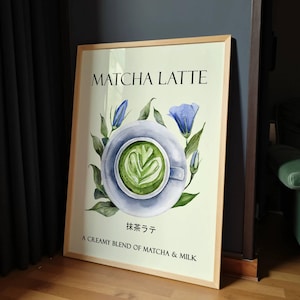 MATCHA LATTE
抹茶ラテ
A CREAMY BLEND OF MATCHA & MILK